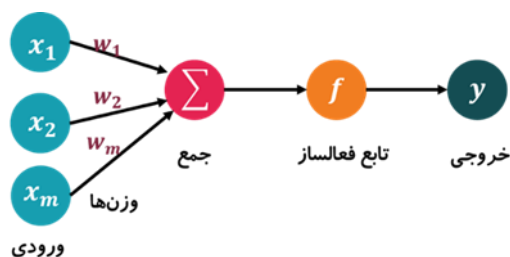 x₁
w₁
x₂
w₂
xₘ
wₘ
∑
f
y
جمع
تابع فعالساز
خروجی
وزن‌ها
ورودی